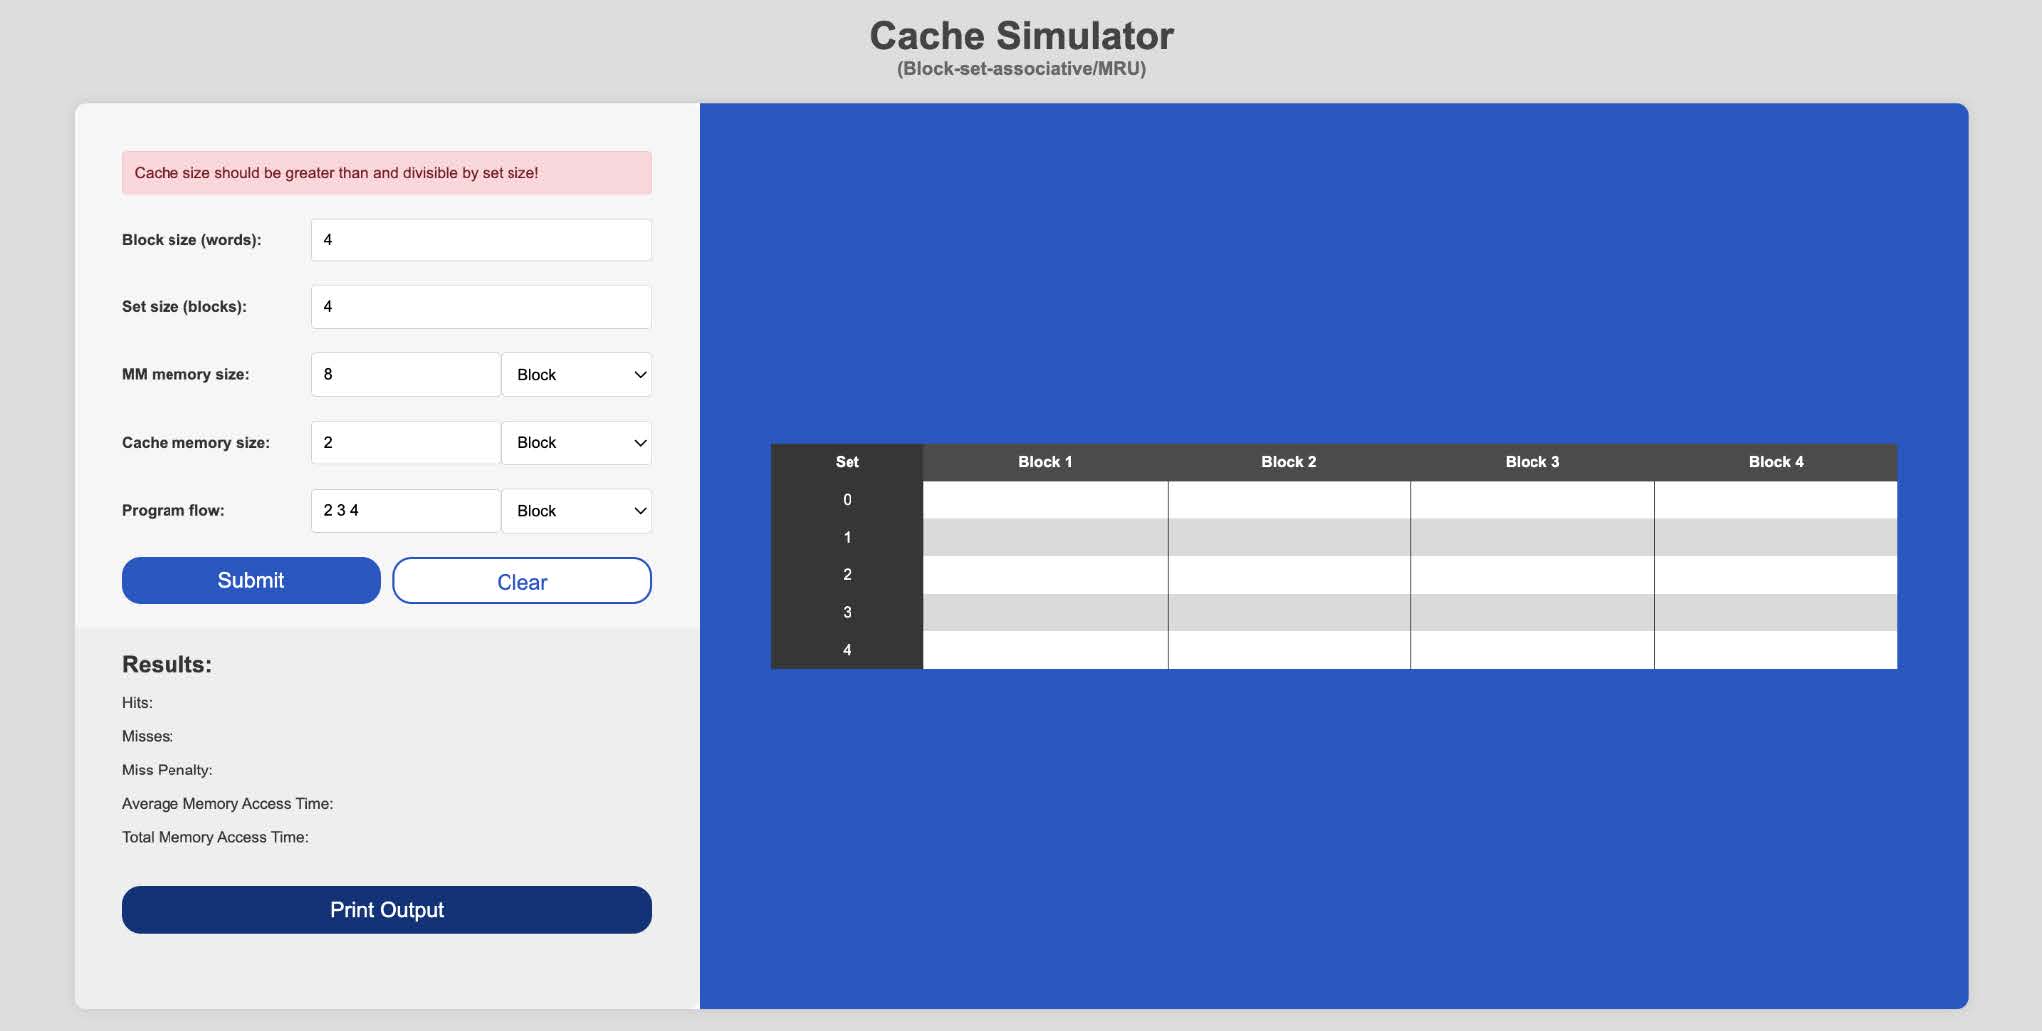 Cache Simulator
(Block-set-associative/MRU)
Cache size should be greater than and divisible by set size!
Block size (words): 4
Set size (blocks): 4
MM memory size: 8 Block
Cache memory size: 2 Block
Program flow: 2 3 4 Block
Submit Clear
Results:
Hits:
Misses:
Miss Penalty:
Average Memory Access Time:
Total Memory Access Time:
Print Output
Set Block 1 Block 2 Block 3 Block 4
0
1
2
3
4